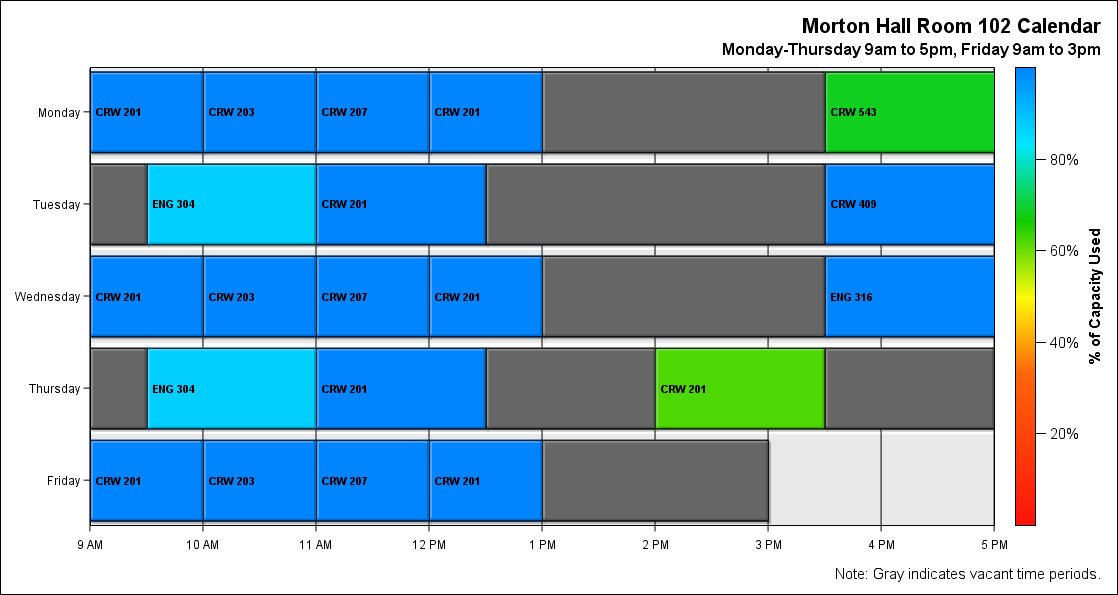 Morton Hall Room 102 Calendar
Monday-Thursday 9am to 5pm, Friday 9am to 3pm
Monday CRW 201 CRW 203 CRW 207 CRW 201 CRW 543
Tuesday ENG 304 CRW 201 CRW 409
Wednesday CRW 201 CRW 203 CRW 207 CRW 201 ENG 316
Thursday ENG 304 CRW 201 CRW 201
Friday CRW 201 CRW 203 CRW 207 CRW 201
9 AM 10 AM 11 AM 12 PM 1 PM 2 PM 3 PM 4 PM 5 PM
80%
60%
40%
20%
% of Capacity Used
Note: Gray indicates vacant time periods.